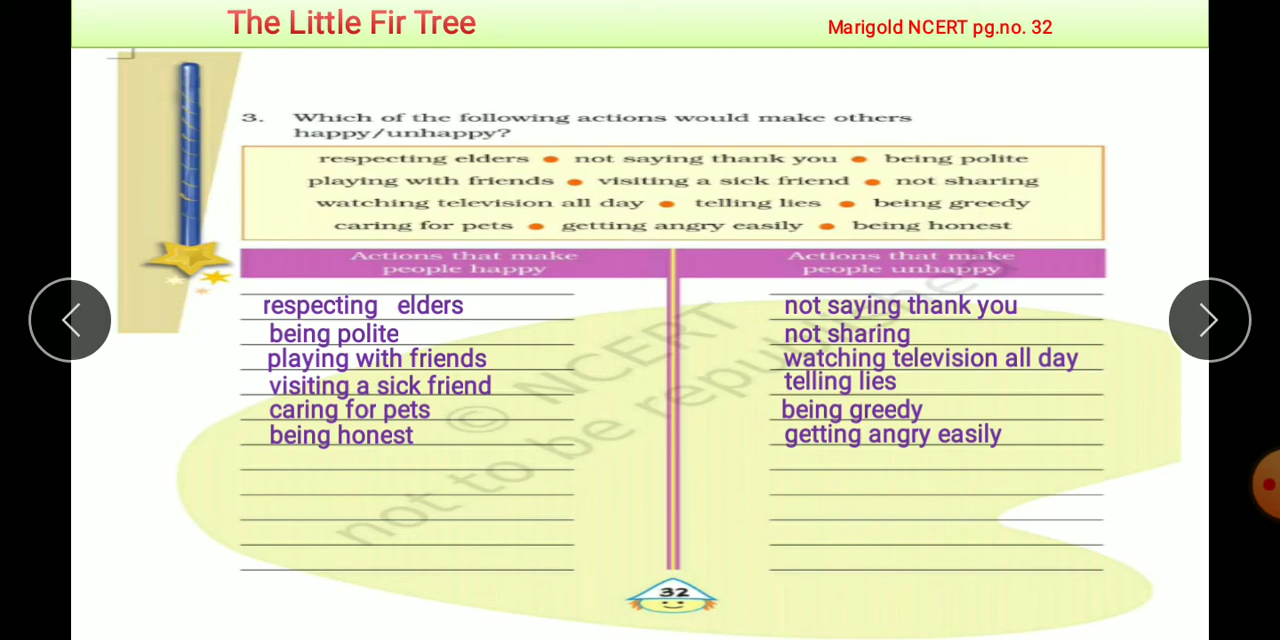 The Little Fir Tree
Marigold NCERT pg.no. 32
3. Which of the following actions would make others
happy/unhappy?
respecting elders ● not saying thank you ● being polite
playing with friends ● visiting a sick friend ● not sharing
watching television all day ● telling lies ● being greedy
caring for pets ● getting angry easily ● being honest
Actions that make
people happy
respecting elders
being polite
playing with friends
visiting a sick friend
caring for pets
being honest
Actions that make
people unhappy
not saying thank you
not sharing
watching television all day
telling lies
being greedy
getting angry easily
© NCERT
not to be republished
32